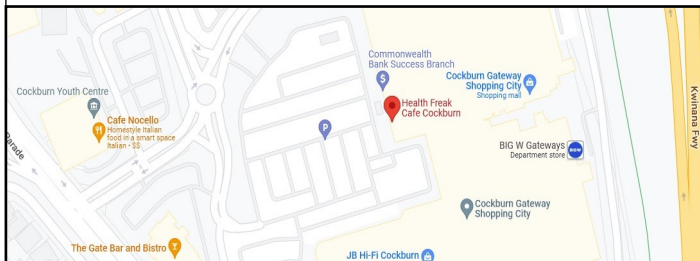 Commonwealth
Bank Success Branch
$
Cockburn Gateway
Shopping City
Shopping mall
Cockburn Youth Centre
Health Freak
Cafe Cockburn
Cafe Nocello
Homestyle Italian
food in a smart space
Italian · $$
P
BIG W Gateways
Department store
BIG W
Kwinana Fwy
Parade
Cockburn Gateway
Shopping City
The Gate Bar and Bistro
JB Hi-Fi Cockburn